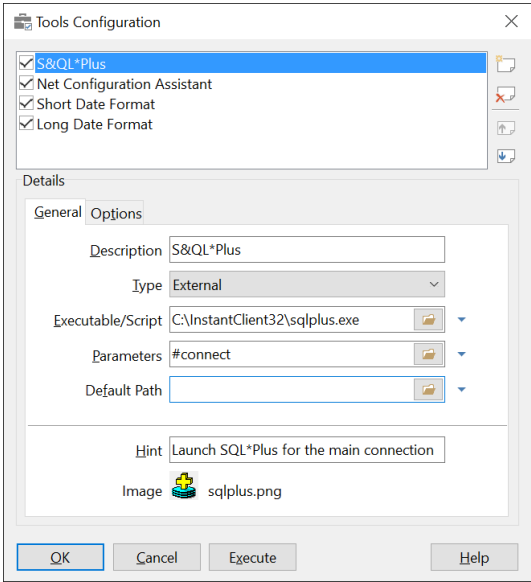 Tools Configuration
S&QL*Plus
Net Configuration Assistant
Short Date Format
Long Date Format
Details
General Options
Description S&QL*Plus
Type External
Executable/Script C:\InstantClient32\sqlplus.exe
Parameters #connect
Default Path
Hint Launch SQL*Plus for the main connection
Image sqlplus.png
OK Cancel Execute Help